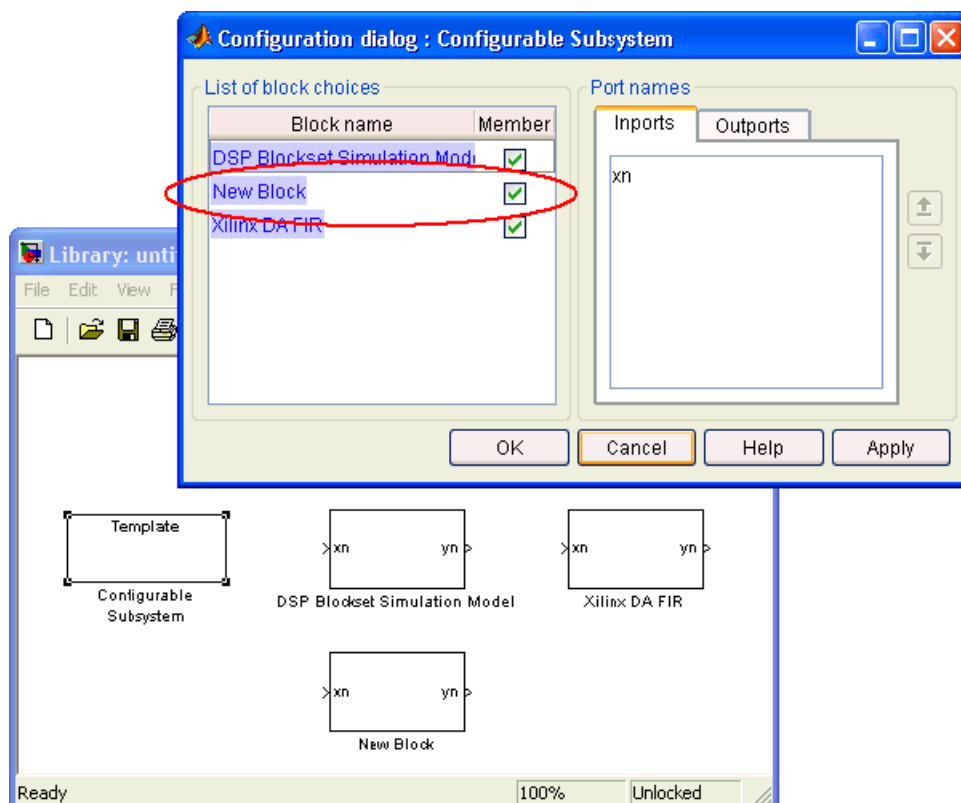 Configuration dialog : Configurable Subsystem
List of block choices
Block name Member
DSP Blockset Simulation Mod
New Block
Xilinx DA FIR
Port names
Inports Outports
xn
OK Cancel Help Apply
Library: unti
File Edit View F
Template
Configurable
Subsystem
xn yn
DSP Blockset Simulation Model
xn yn
Xilinx DA FIR
xn yn
New Block
Ready 100% Unlocked